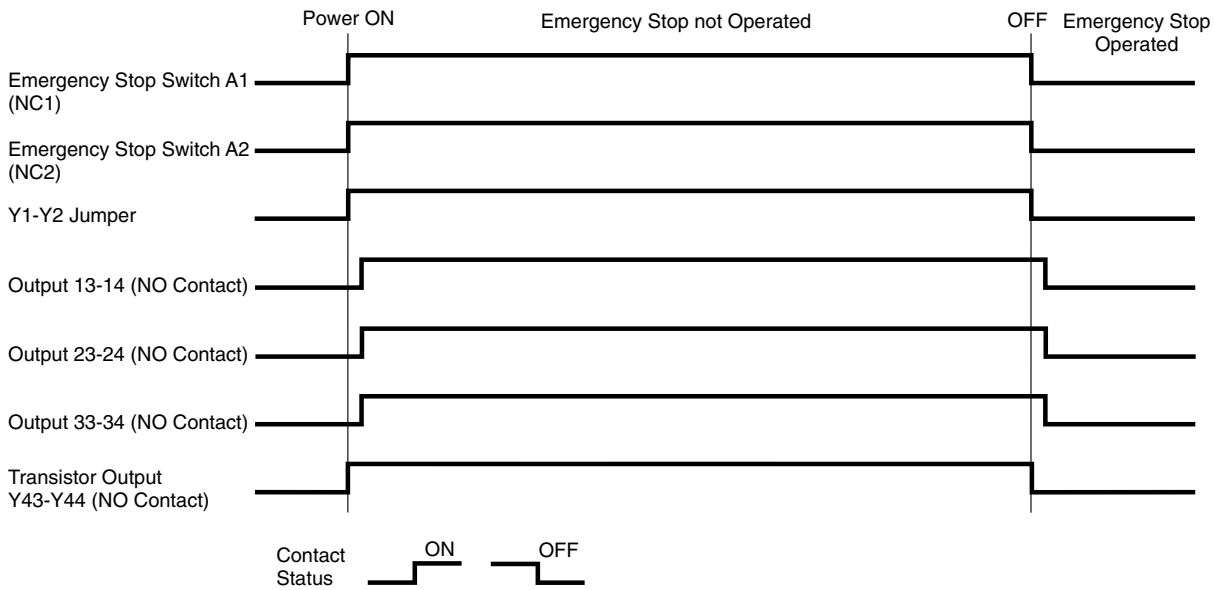 Power ON
Emergency Stop not Operated
OFF
Emergency Stop
Operated
Emergency Stop Switch A1
(NC1)
Emergency Stop Switch A2
(NC2)
Y1-Y2 Jumper
Output 13-14 (NO Contact)
Output 23-24 (NO Contact)
Output 33-34 (NO Contact)
Transistor Output
Y43-Y44 (NO Contact)
Contact
Status
ON
OFF